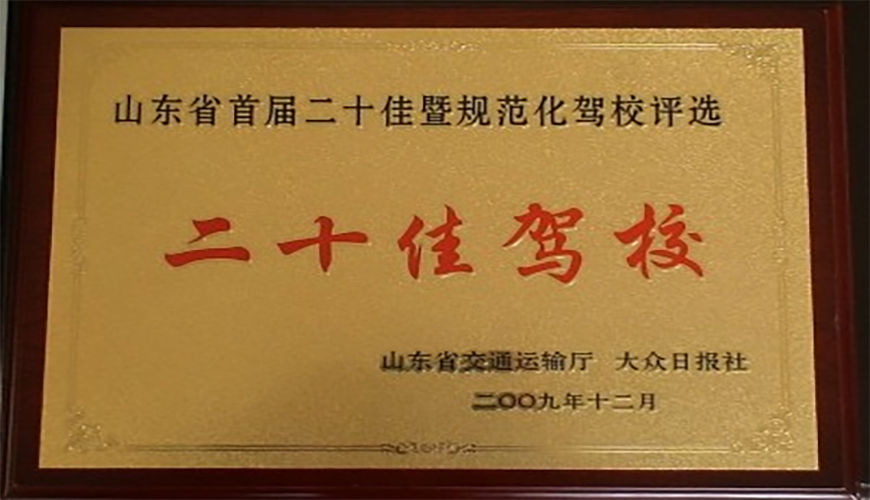 山东省首届二十佳暨规范化驾校评选
二十佳驾校
山东省交通运输厅 大众日报社
二〇〇九年十二月